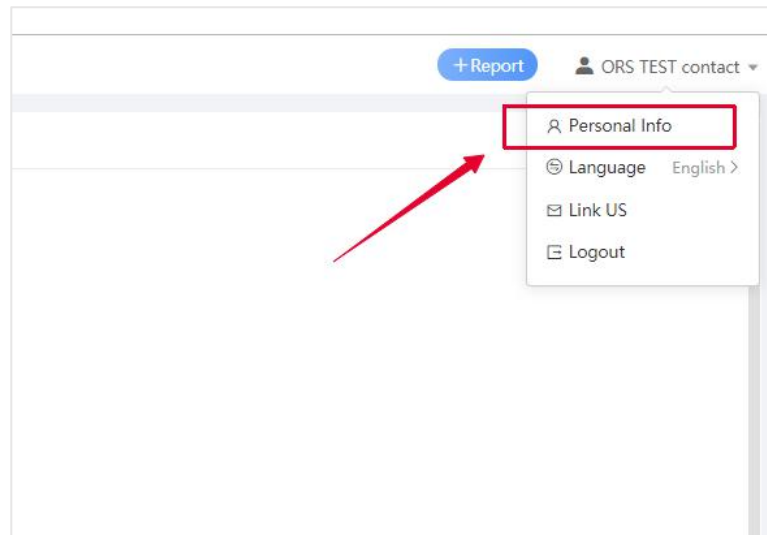 +Report
ORS TEST contact
Personal Info
Language English >
Link US
Logout